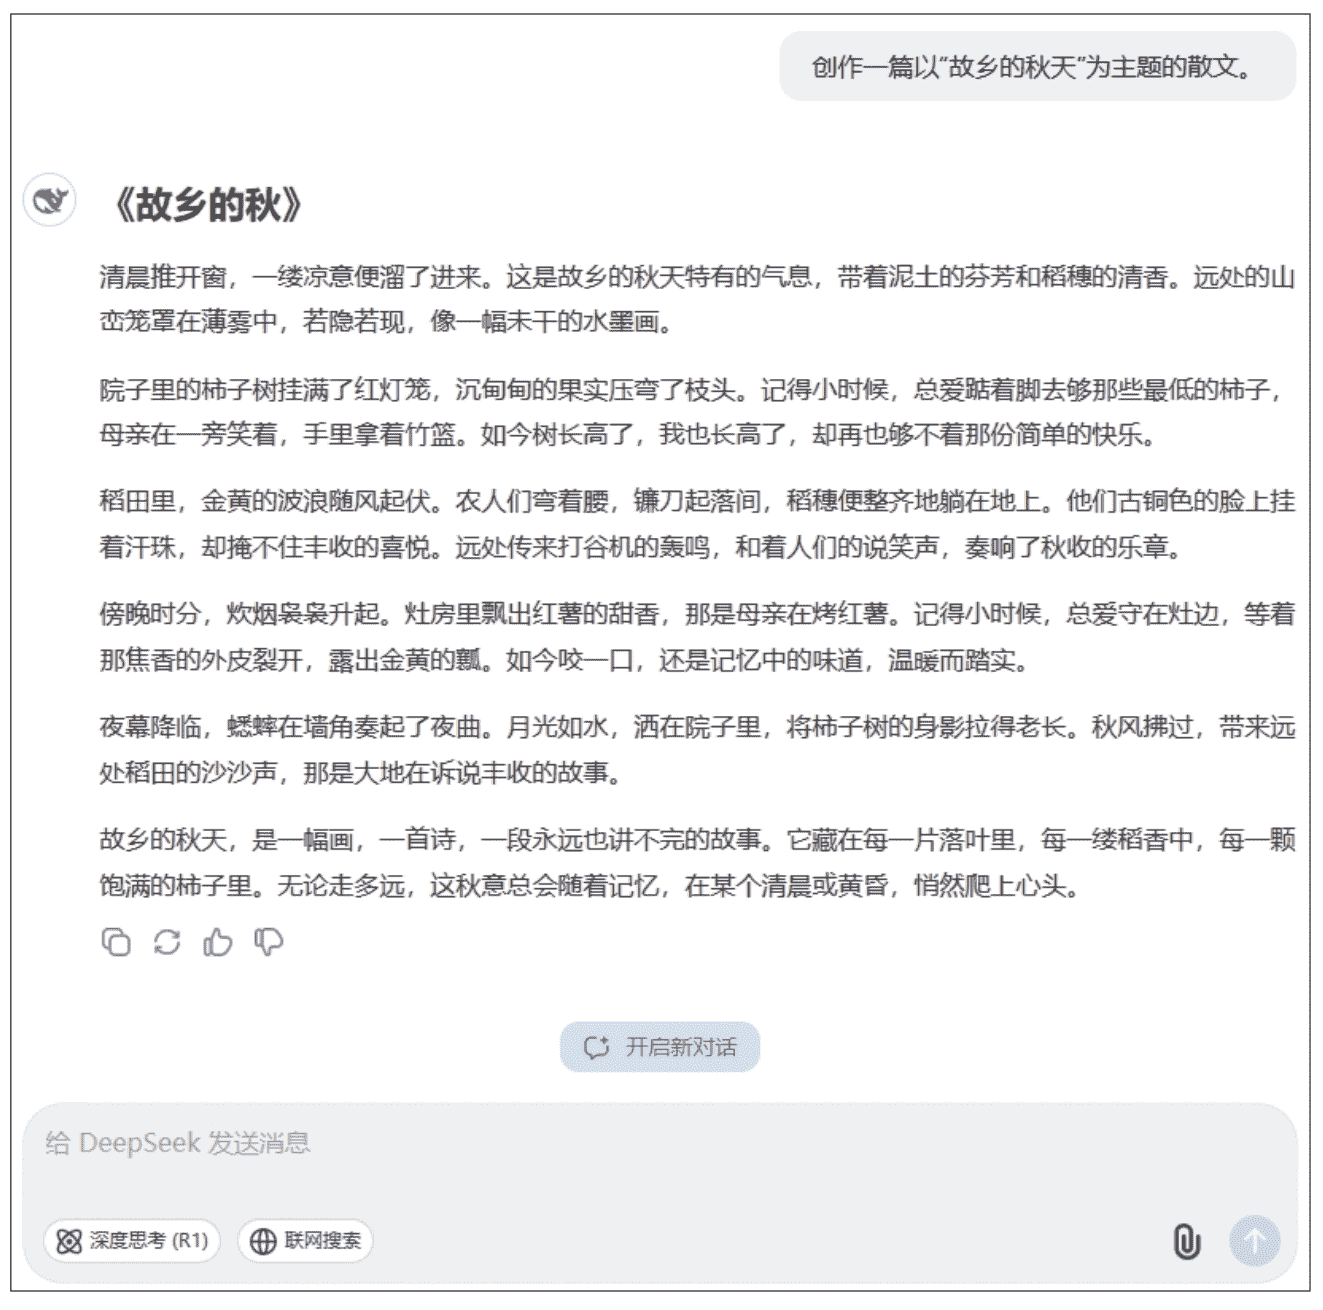 创作一篇以“故乡的秋天”为主题的散文。
《故乡的秋》
清晨推开窗，一缕凉意便溜了进来。这是故乡的秋天特有的气息，带着泥土的芬芳和稻穗的清香。远处的山
峦笼罩在薄雾中，若隐若现，像一幅未干的水墨画。
院子里的柿子树挂满了红灯笼，沉甸甸的果实压弯了枝头。记得小时候，总爱踮着脚去够那些最低的柿子，
母亲在一旁笑着，手里拿着竹篮。如今树长高了，我也长高了，却再也够不着那份简单的快乐。
稻田里，金黄的波浪随风起伏。农人们弯着腰，镰刀起落间，稻穗便整齐地躺在地上。他们古铜色的脸上挂
着汗珠，却掩不住丰收的喜悦。远处传来打谷机的轰鸣，和着人们的说笑声，奏响了秋收的乐章。
傍晚时分，炊烟袅袅升起。灶房里飘出红薯的甜香，那是母亲在烤红薯。记得小时候，总爱守在灶边，等着
那焦香的外皮裂开，露出金黄的瓤。如今咬一口，还是记忆中的味道，温暖而踏实。
夜幕降临，蟋蟀在墙角奏起了夜曲。月光如水，洒在院子里，将柿子树的身影拉得老长。秋风拂过，带来远
处稻田的沙沙声，那是大地在诉说丰收的故事。
故乡的秋天，是一幅画，一首诗，一段永远也讲不完的故事。它藏在每一片落叶里，每一缕稻香中，每一颗
饱满的柿子里。无论走多远，这秋意总会随着记忆，在某个清晨或黄昏，悄然爬上心头。
开启新对话
给 DeepSeek 发送消息
深度思考 (R1)
联网搜索